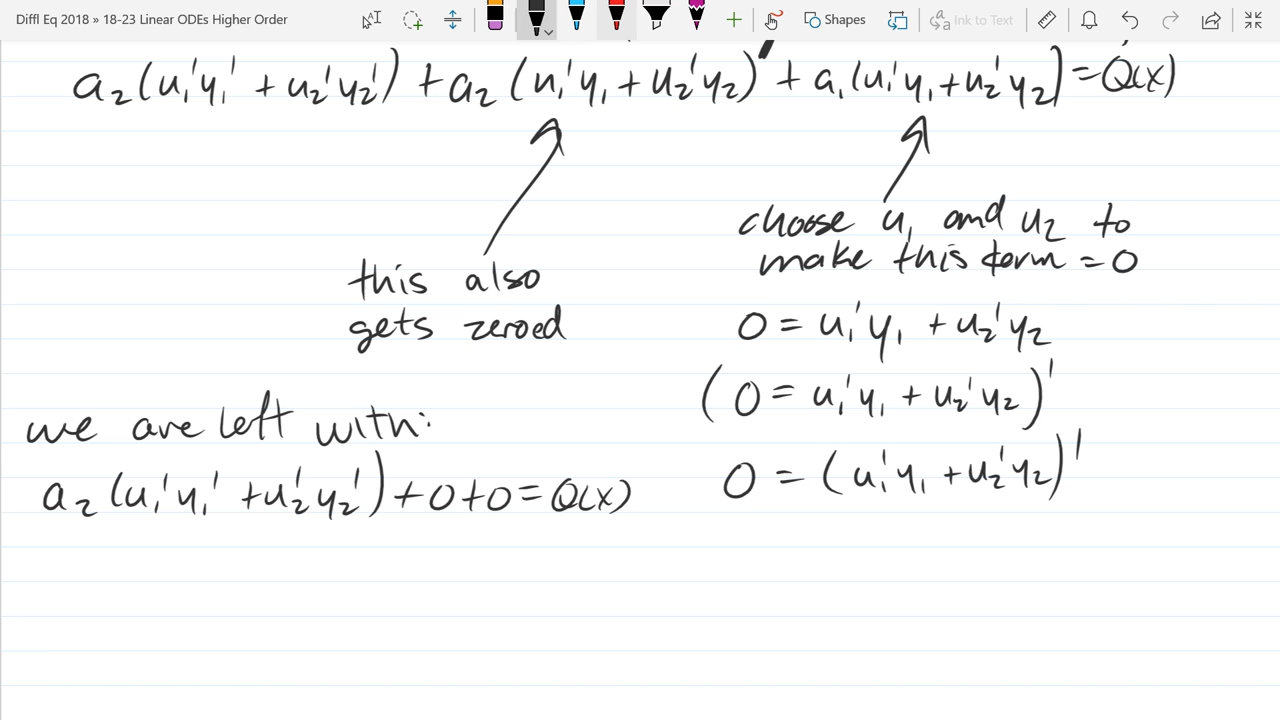 Diffl Eq 2018 » 18-23 Linear ODEs Higher Order
Shapes
Ink to Text
a₂(u₁'y₁' + u₂'y₂') + a₂(u₁'y₁ + u₂'y₂)' + a₁(u₁'y₁ + u₂'y₂) = Q(x)
choose u₁ and u₂ to
make this term = 0
this also
gets zeroed
0 = u₁'y₁ + u₂'y₂
(0 = u₁'y₁ + u₂'y₂)'
0 = (u₁'y₁ + u₂'y₂)'
we are left with:
a₂(u₁'y₁' + u₂'y₂') + 0 + 0 = Q(x)